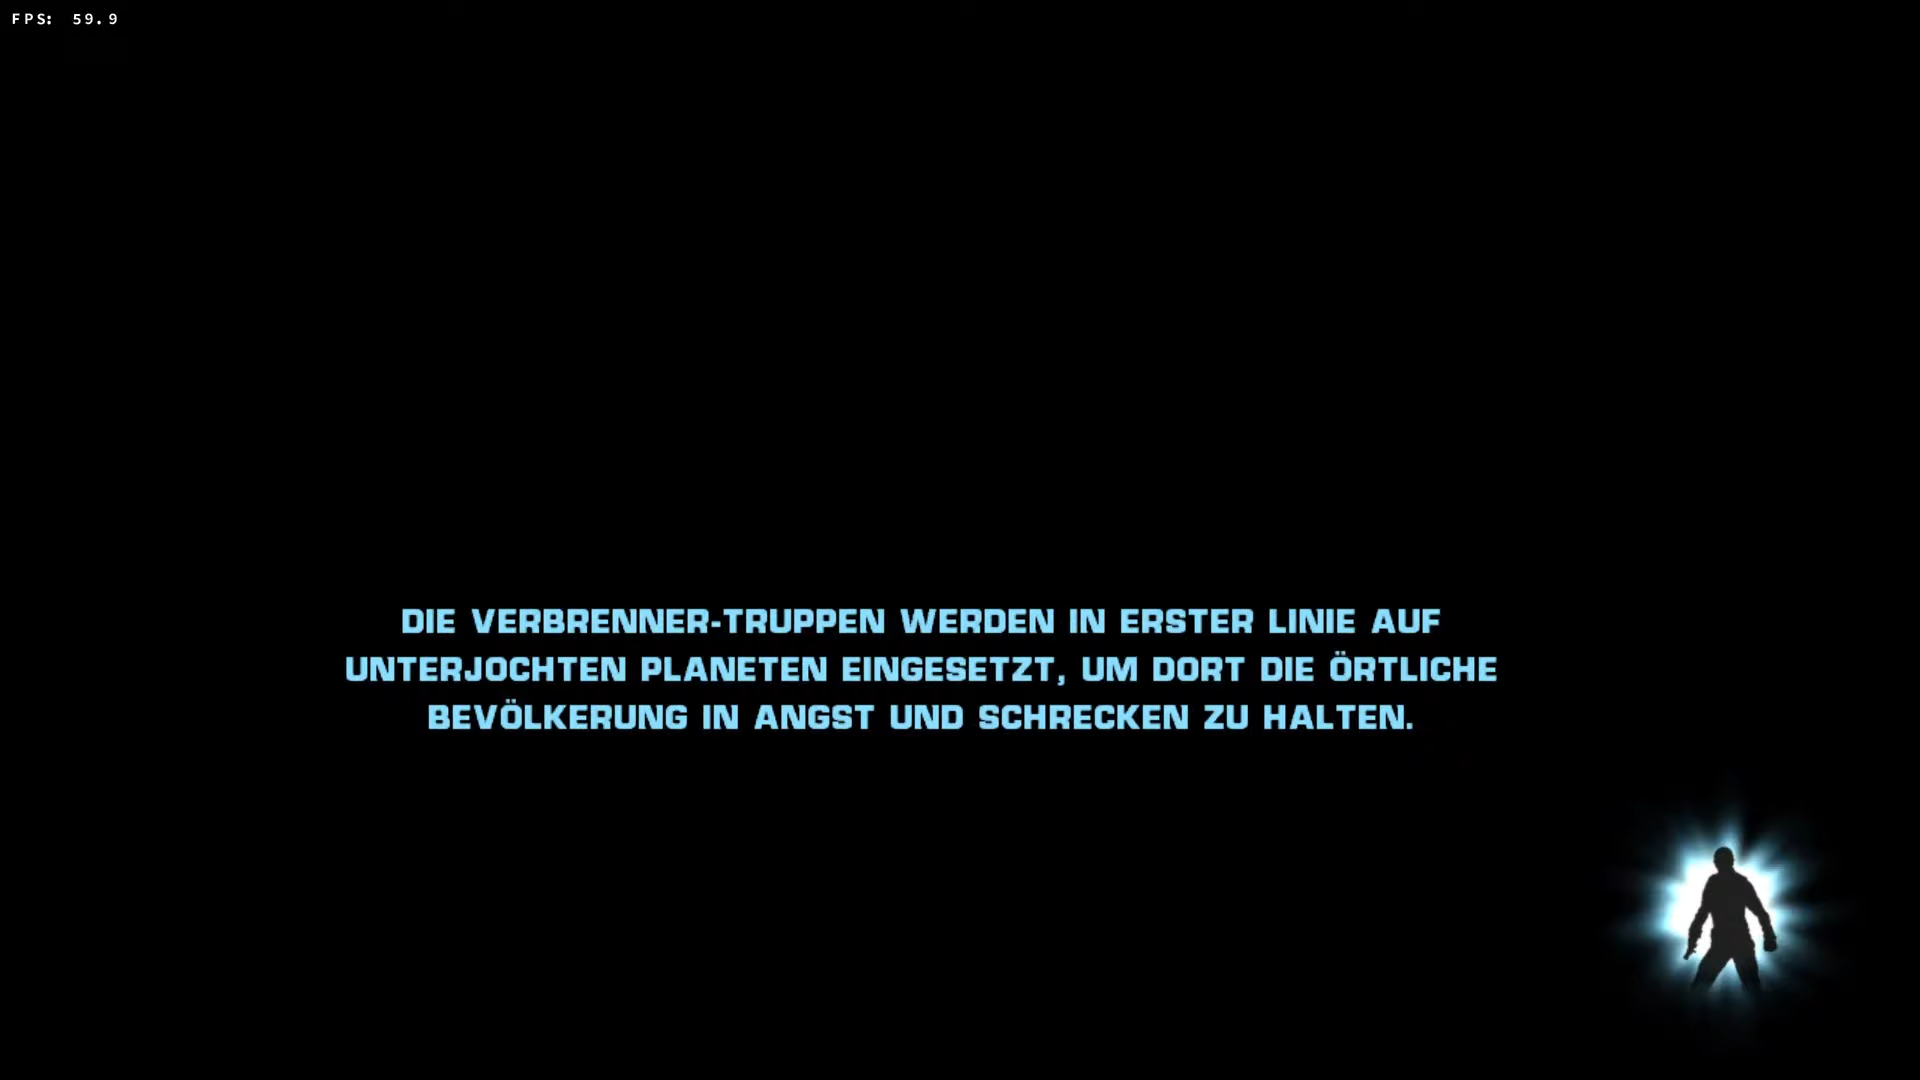 FPS: 59.9
DIE VERBRENNER-TRUPPEN WERDEN IN ERSTER LINIE AUF
UNTERJOCHTEN PLANETEN EINGESETZT, UM DORT DIE ÖRTLICHE
BEVÖLKERUNG IN ANGST UND SCHRECKEN ZU HALTEN.